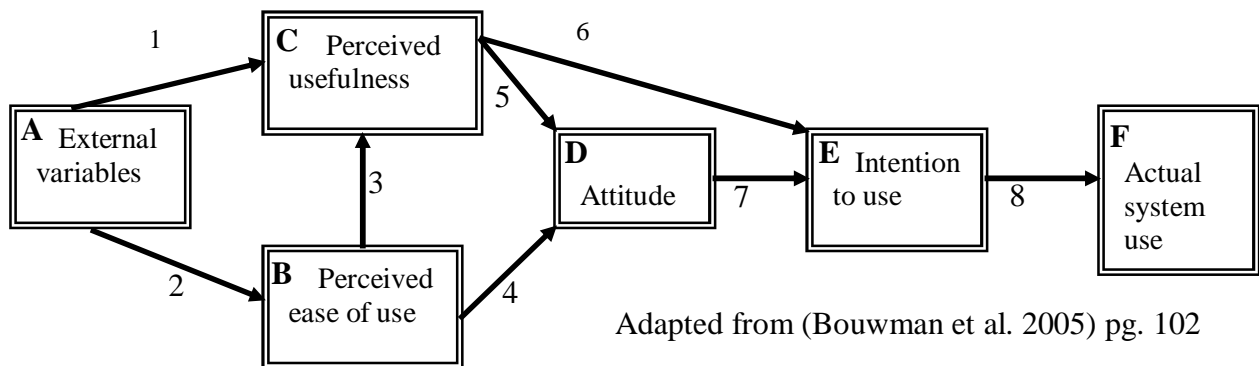 1
C Perceived
usefulness
6
5
A External
variables
3
D
Attitude
7
E Intention
to use
8
F
Actual
system
use
2
B Perceived
ease of use
4
Adapted from (Bouwman et al. 2005) pg. 102